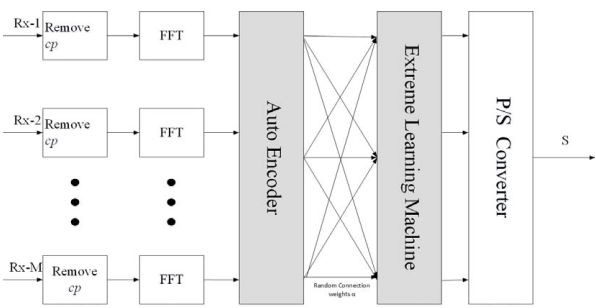 Rx-1
Remove
cp
FFT
Rx-2
Remove
cp
FFT
Rx-M
Remove
cp
FFT
Auto Encoder
Random Connection
weights α
Extreme Learning Machine
P/S Converter
S